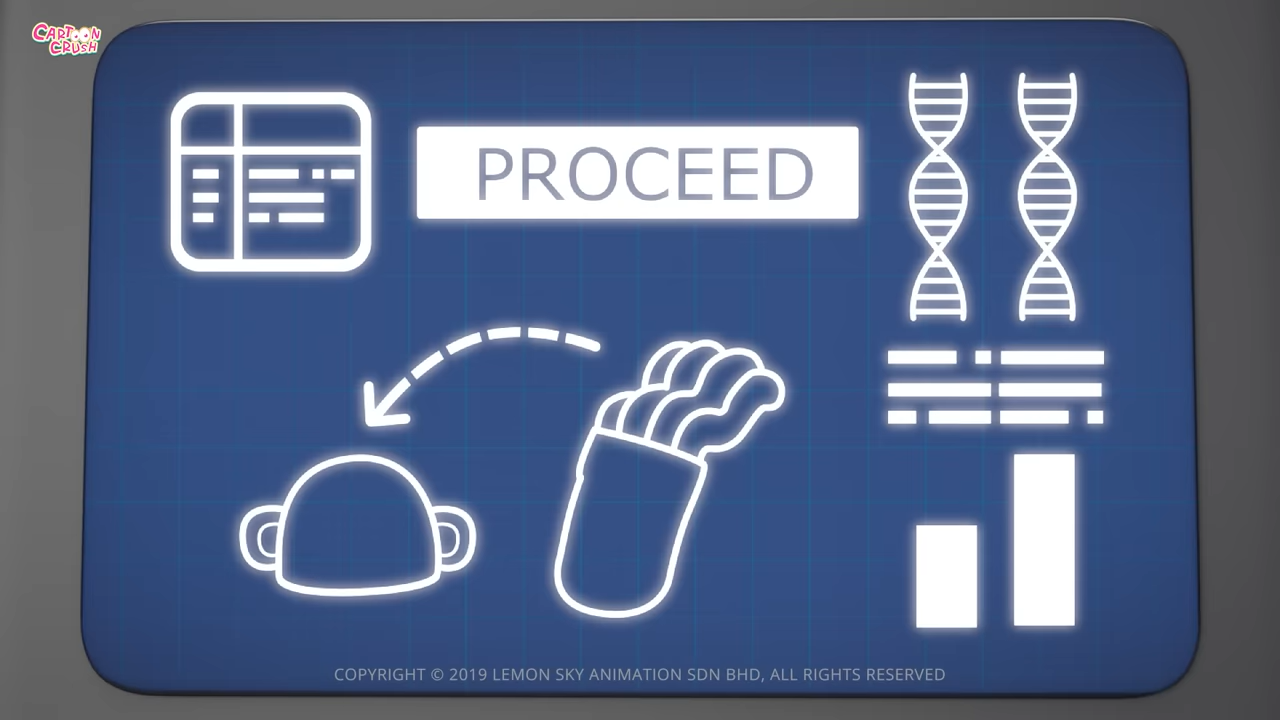 CARTOON
CRUSH
PROCEED
COPYRIGHT © 2019 LEMON SKY ANIMATION SDN BHD, ALL RIGHTS RESERVED